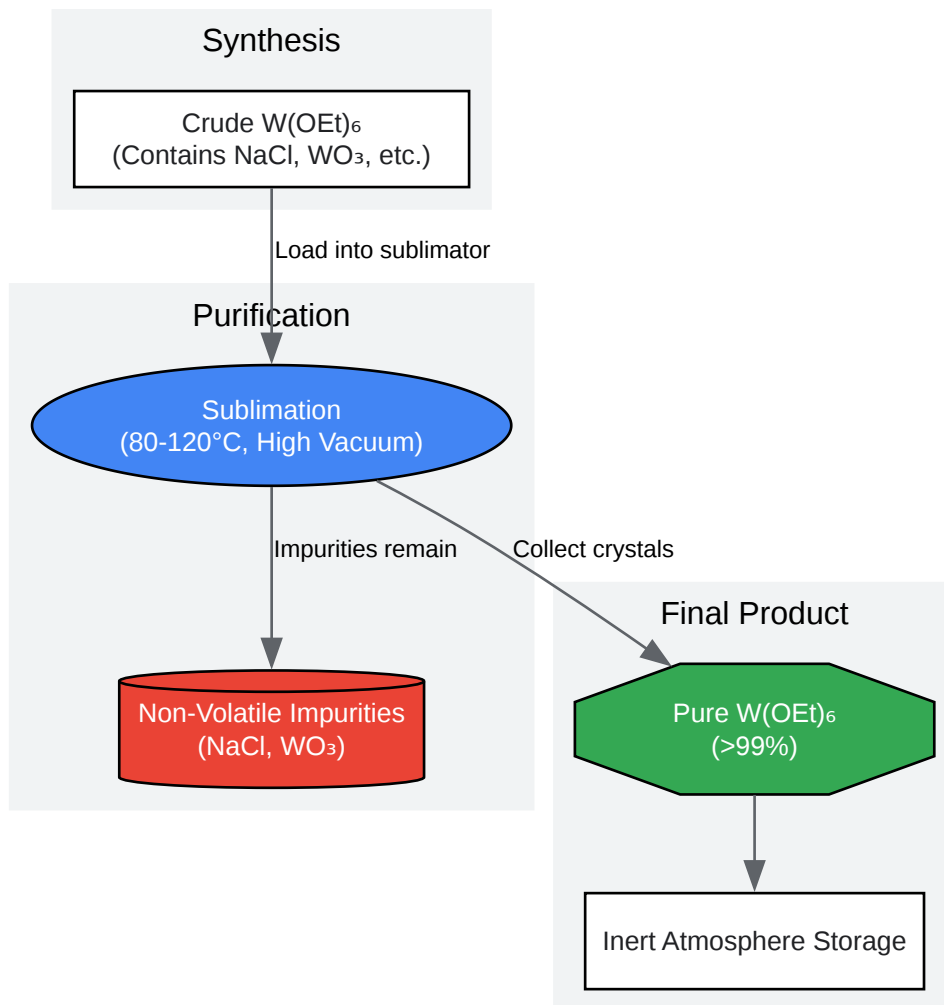 Synthesis
Crude W(OEt)₆
(Contains NaCl, WO₃, etc.)
Load into sublimator
Purification
Sublimation
(80-120°C, High Vacuum)
Impurities remain
Collect crystals
Final Product
Non-Volatile Impurities
(NaCl, WO₃)
Pure W(OEt)₆
(>99%)
Inert Atmosphere Storage